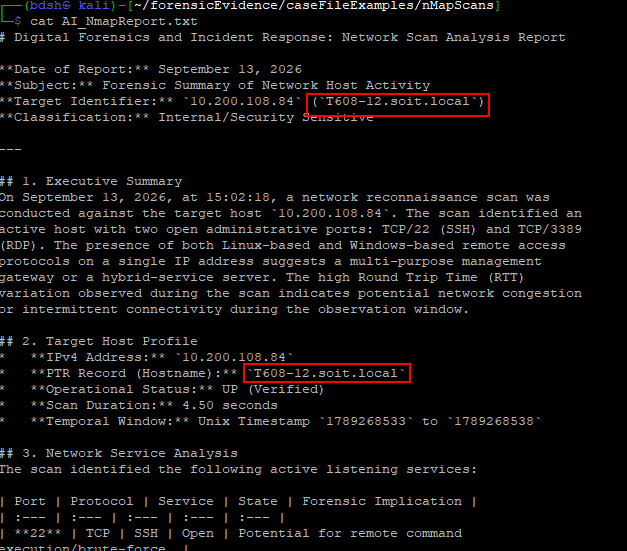 (bdsh㉿ kali)-[~/forensicEvidence/caseFileExamples/nMapScans]
$ cat AI_NmapReport.txt
# Digital Forensics and Incident Response: Network Scan Analysis Report
**Date of Report:** September 13, 2026
**Subject:** Forensic Summary of Network Host Activity
**Target Identifier:** `10.200.108.84` (`T608-12.soit.local`)
**Classification:** Internal/Security Sensitive
---
## 1. Executive Summary
On September 13, 2026, at 15:02:18, a network reconnaissance scan was
conducted against the target host `10.200.108.84`. The scan identified an
active host with two open administrative ports: TCP/22 (SSH) and TCP/3389
(RDP). The presence of both Linux-based and Windows-based remote access
protocols on a single IP address suggests a multi-purpose management
gateway or a hybrid-service server. The high Round Trip Time (RTT)
variation observed during the scan indicates potential network congestion
or intermittent connectivity during the observation window.
## 2. Target Host Profile
*   **IPv4 Address:** `10.200.108.84`
*   **PTR Record (Hostname):** `T608-12.soit.local`
*   **Operational Status:** UP (Verified)
*   **Scan Duration:** 4.50 seconds
*   **Temporal Window:** Unix Timestamp `1789268533` to `1789268538`
## 3. Network Service Analysis
The scan identified the following active listening services:
| Port | Protocol | Service | State | Forensic Implication |
| :--- | :--- | :--- | :--- | :--- |
| **22** | TCP | SSH | Open | Potential for remote command
execution/brute-force. |